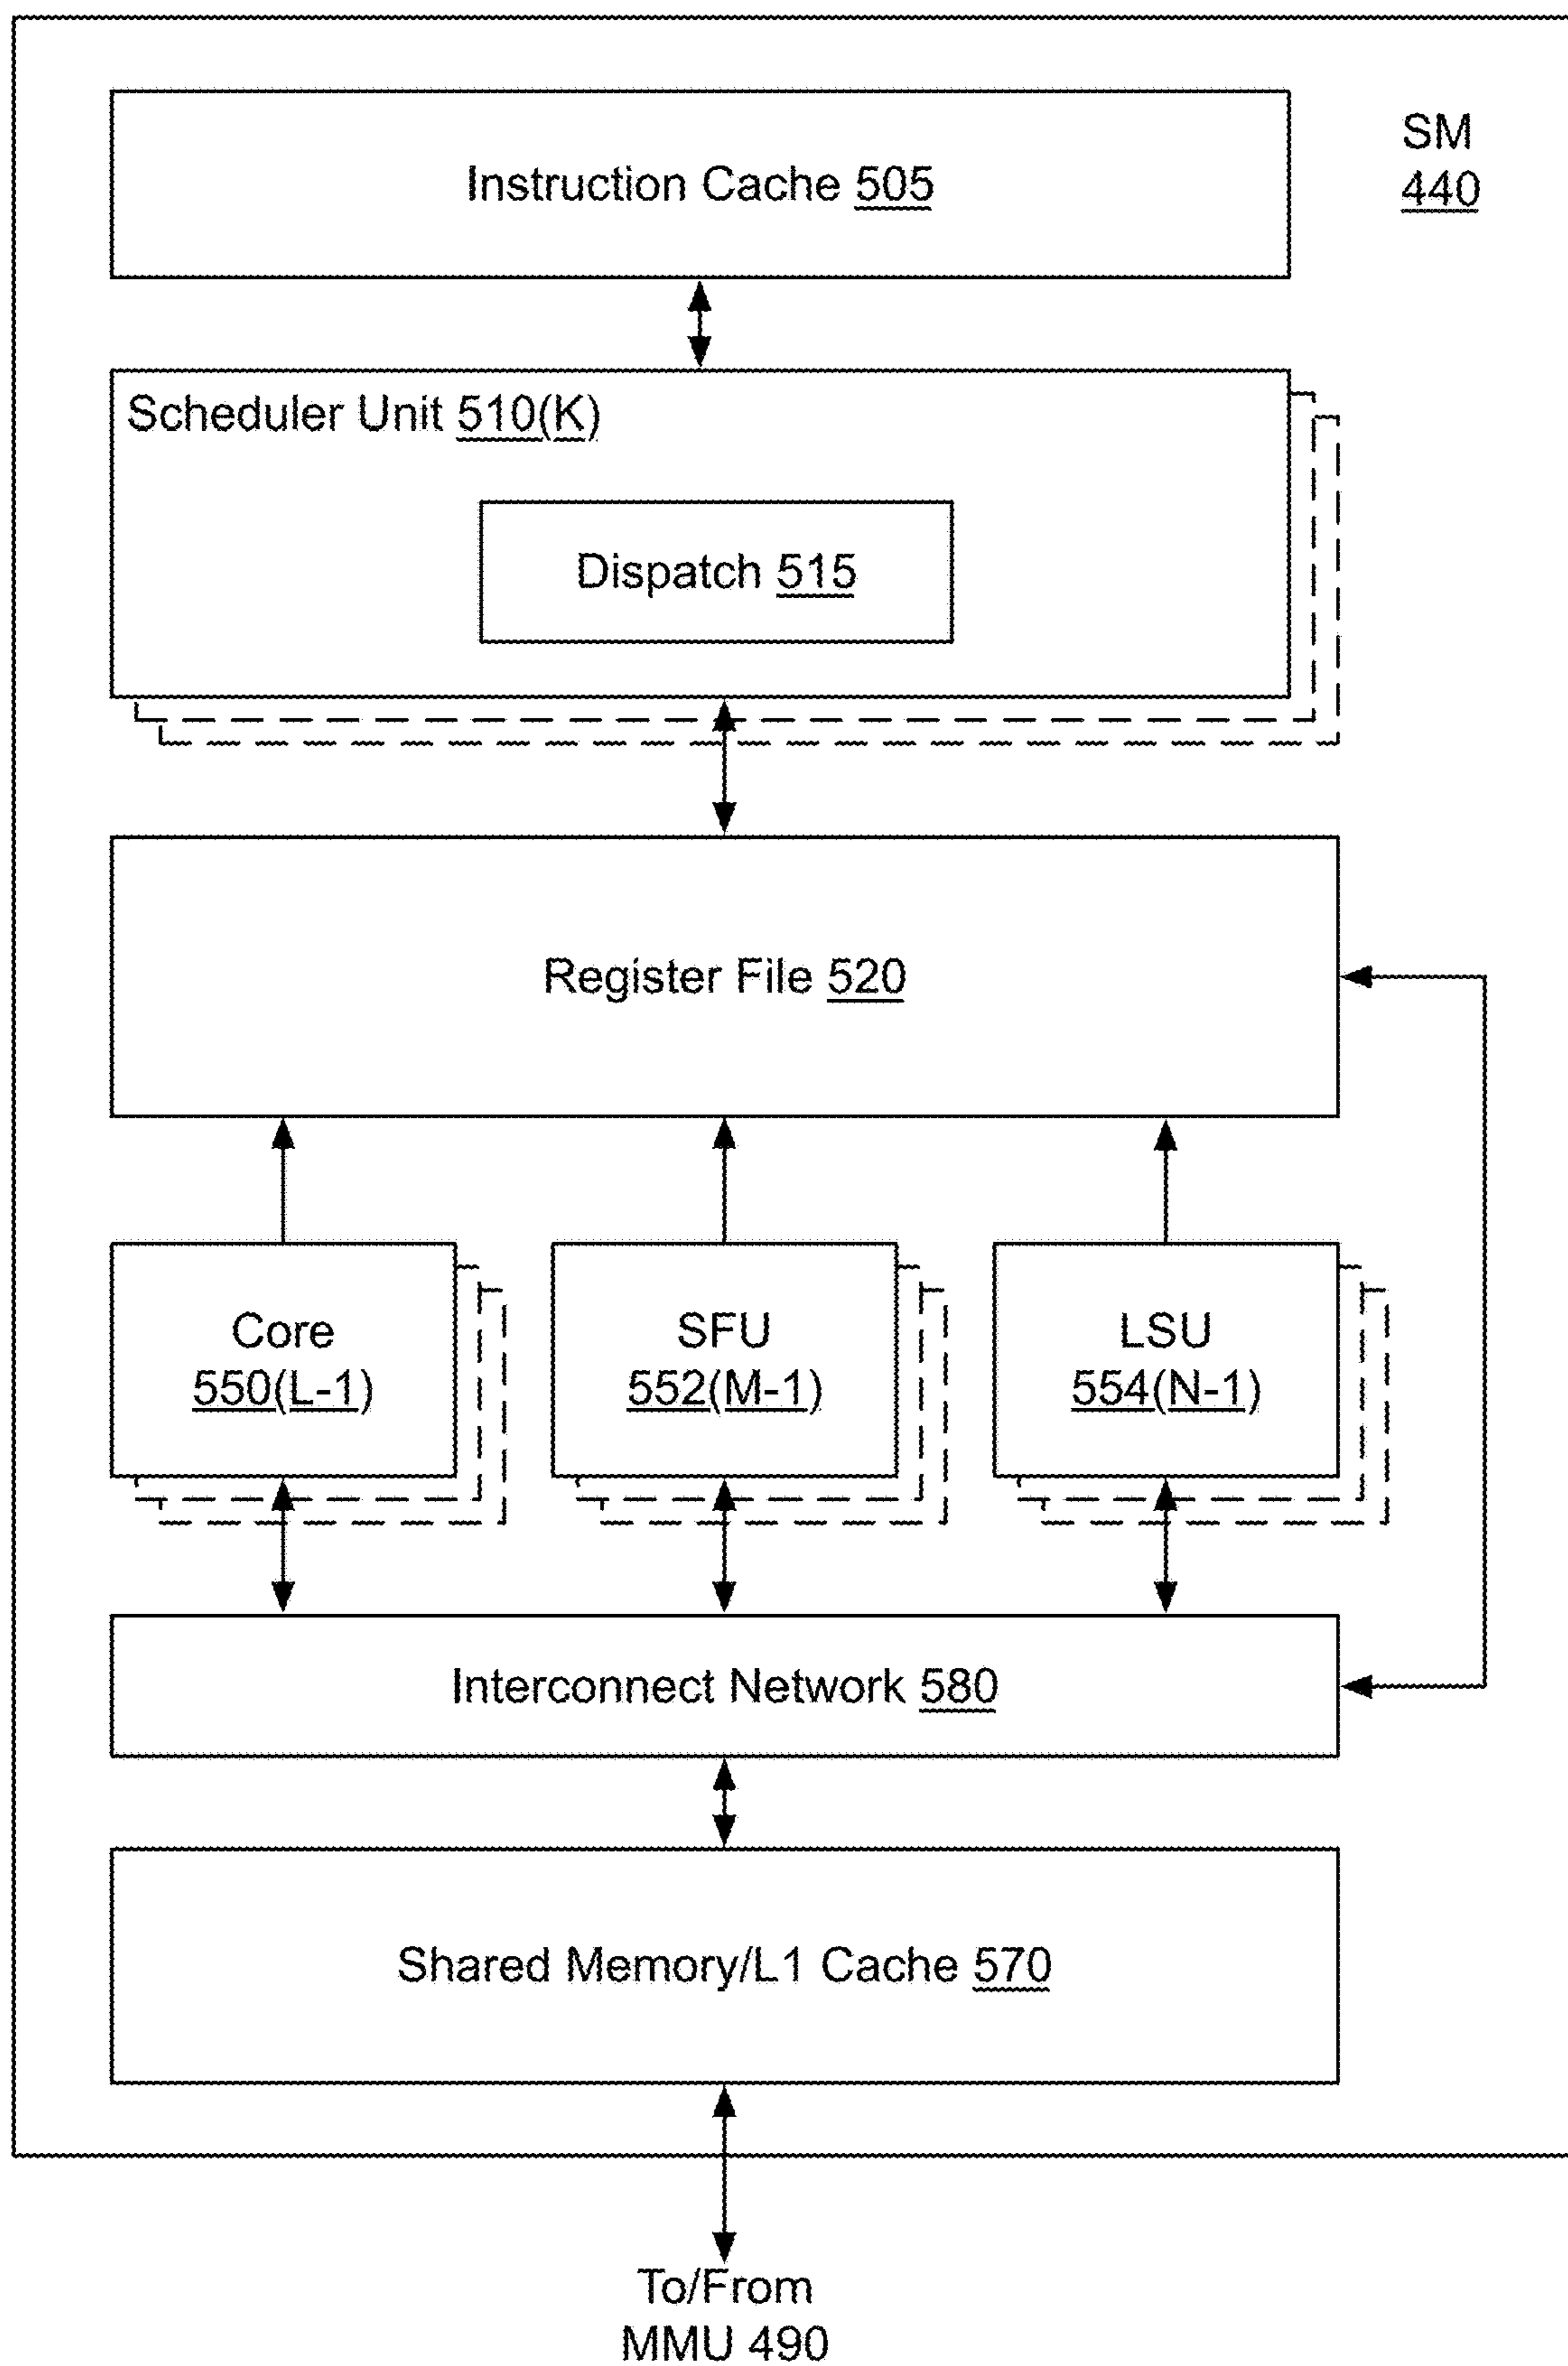 SM
440
Instruction Cache 505
Scheduler Unit 510(K)
Dispatch 515
Register File 520
Core
550(L-1)
SFU
552(M-1)
LSU
554(N-1)
Interconnect Network 580
Shared Memory/L1 Cache 570
To/From
MMU 490